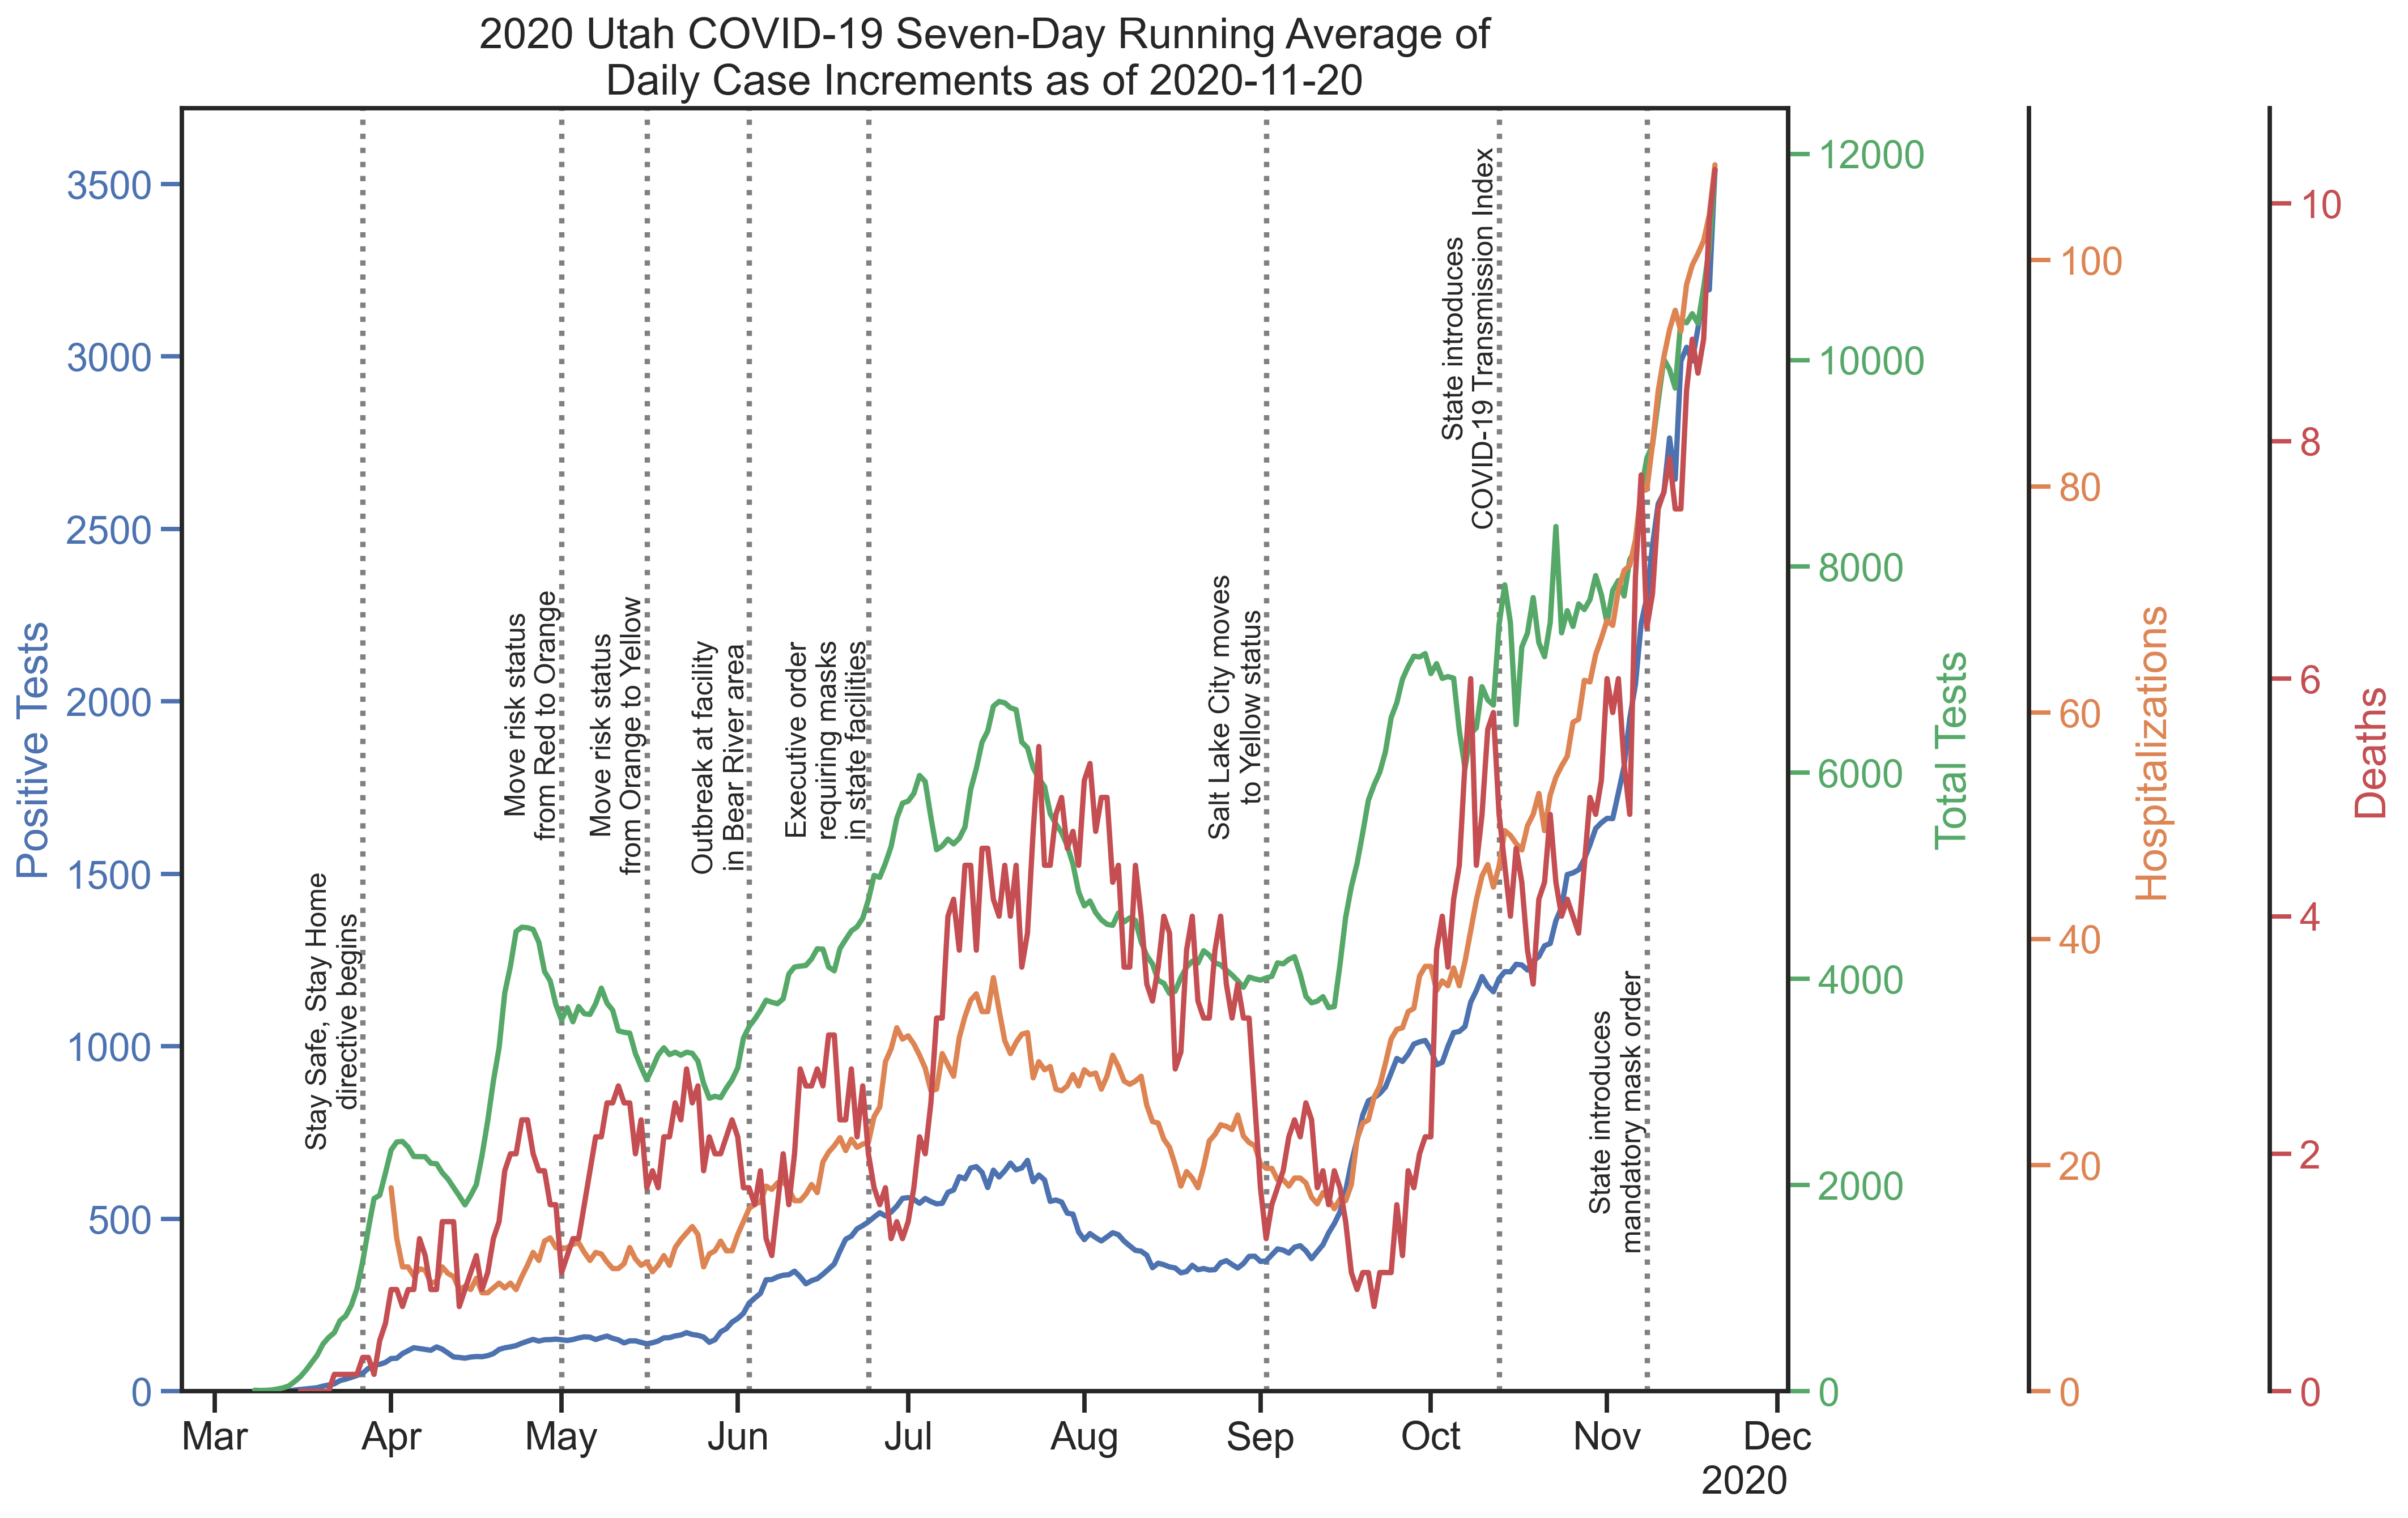 2020 Utah COVID-19 Seven-Day Running Average of
Daily Case Increments as of 2020-11-20
Positive Tests
3500
3000
2500
2000
1500
1000
500
0
Stay Safe, Stay Home
directive begins
Move risk status
from Red to Orange
Move risk status
from Orange to Yellow
Outbreak at facility
in Bear River area
Executive order
requiring masks
in state facilities
Salt Lake City moves
to Yellow status
State introduces
COVID-19 Transmission Index
State introduces
mandatory mask order
12000
10000
8000
6000
4000
2000
0
Total Tests
100
80
60
40
20
0
Hospitalizations
10
8
6
4
2
0
Deaths
Mar
Apr
May
Jun
Jul
Aug
Sep
Oct
Nov
Dec
2020